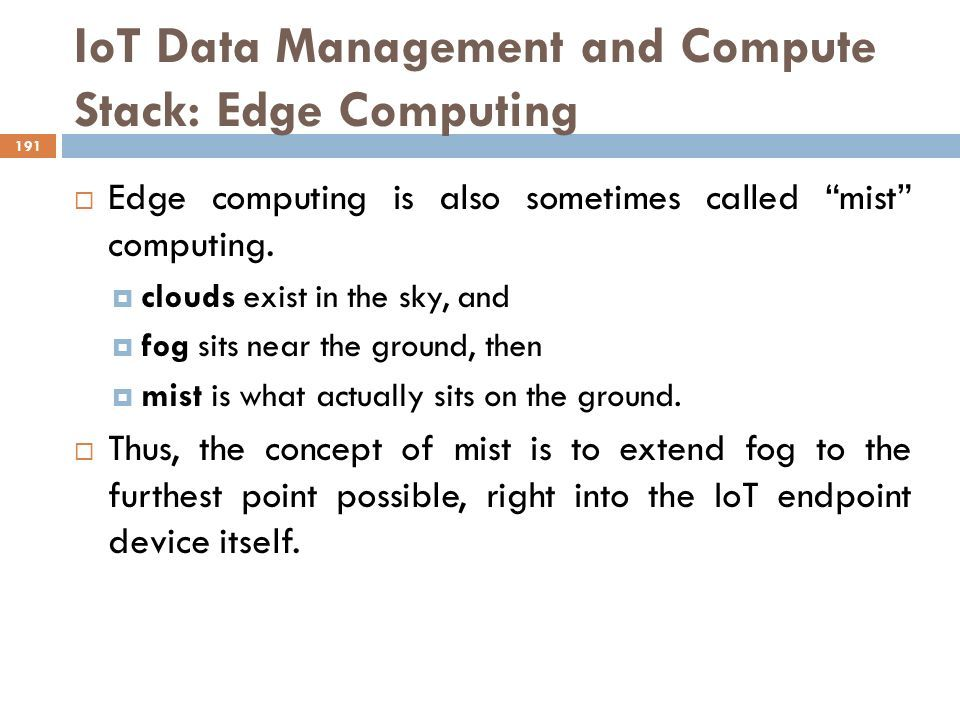 IoT Data Management and Compute
Stack: Edge Computing
191
Edge computing is also sometimes called “mist”
computing.
clouds exist in the sky, and
fog sits near the ground, then
mist is what actually sits on the ground.
Thus, the concept of mist is to extend fog to the
furthest point possible, right into the IoT endpoint
device itself.